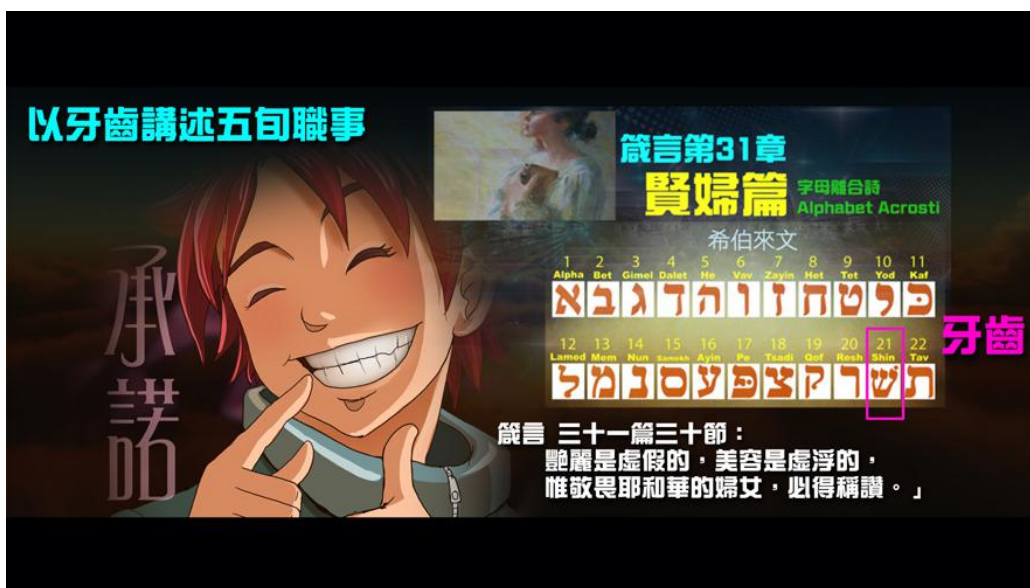 以牙齒講述五旬職事
承諾
箴言第31章
賢婦篇
字母離合詩
Alphabet Acrosti
希伯來文
1 2 3 4 5 6 7 8 9 10 11
Alpha Bet Gimel Dalet He Vav Zayin Het Tet Yod Kaf
א ב ג ד ה ו ז ח ט י כ
12 13 14 15 16 17 18 19 20 21 22
Lamed Mem Nun Samekh Ayin Pe Tsadi Qof Resh Shin Tav
ל מ נ ס ע פ צ ק ר שׁ ת
牙齒
箴言 三十一篇三十節：
艷麗是虛假的，美容是虛浮的，
惟敬畏耶和華的婦女，必得稱讚。」